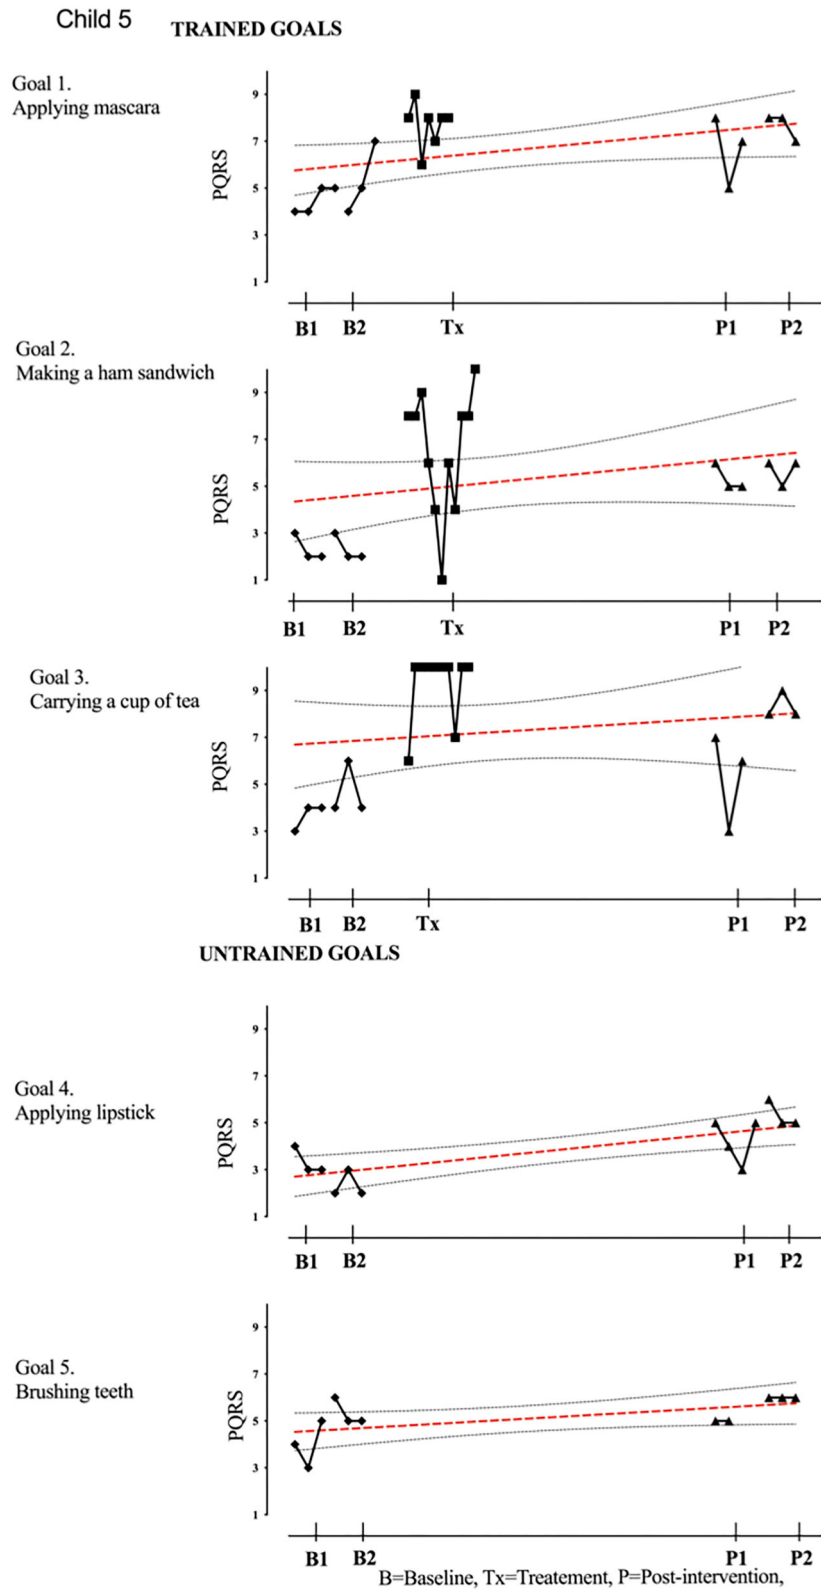 Child 5
TRAINED GOALS
Goal 1.
Applying mascara
PQRS
9
7
5
3
1
B1 B2 Tx P1 P2
Goal 2.
Making a ham sandwich
PQRS
9
7
5
3
1
B1 B2 Tx P1 P2
Goal 3.
Carrying a cup of tea
PQRS
9
7
5
3
1
B1 B2 Tx P1 P2
UNTRAINED GOALS
Goal 4.
Applying lipstick
PQRS
9
7
5
3
1
B1 B2 P1 P2
Goal 5.
Brushing teeth
PQRS
9
7
5
3
1
B1 B2 P1 P2
B=Baseline, Tx=Treatement, P=Post-intervention,